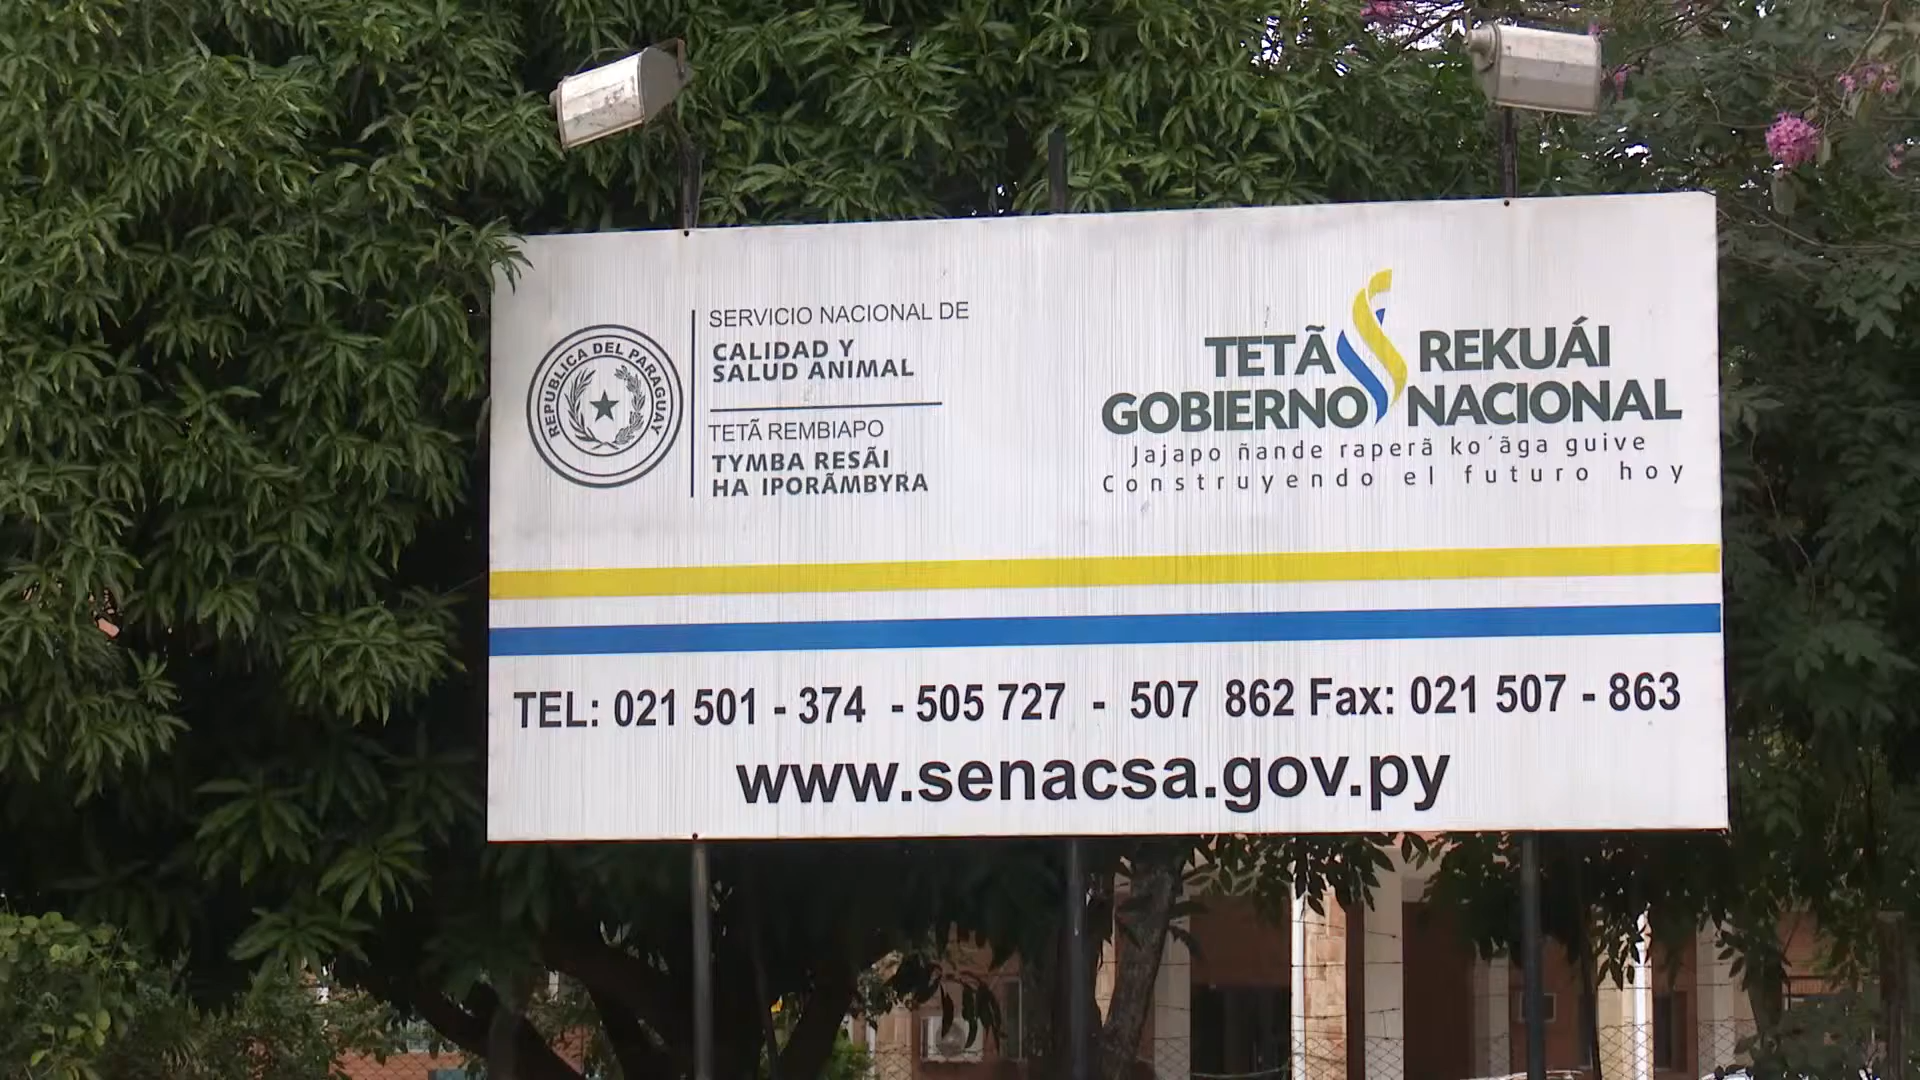 REPUBLICA DEL PARAGUAY
SERVICIO NACIONAL DE
CALIDAD Y
SALUD ANIMAL
TETÃ REMBIAPO
TYMBA RESÃI
HA IPORÃMBYRA
TETÃ REKUÁI
GOBIERNO NACIONAL
Jajapo ñande raperã ko´ãga guive
Construyendo el futuro hoy
TEL: 021 501 - 374 - 505 727 - 507 862 Fax: 021 507 - 863
www.senacsa.gov.py